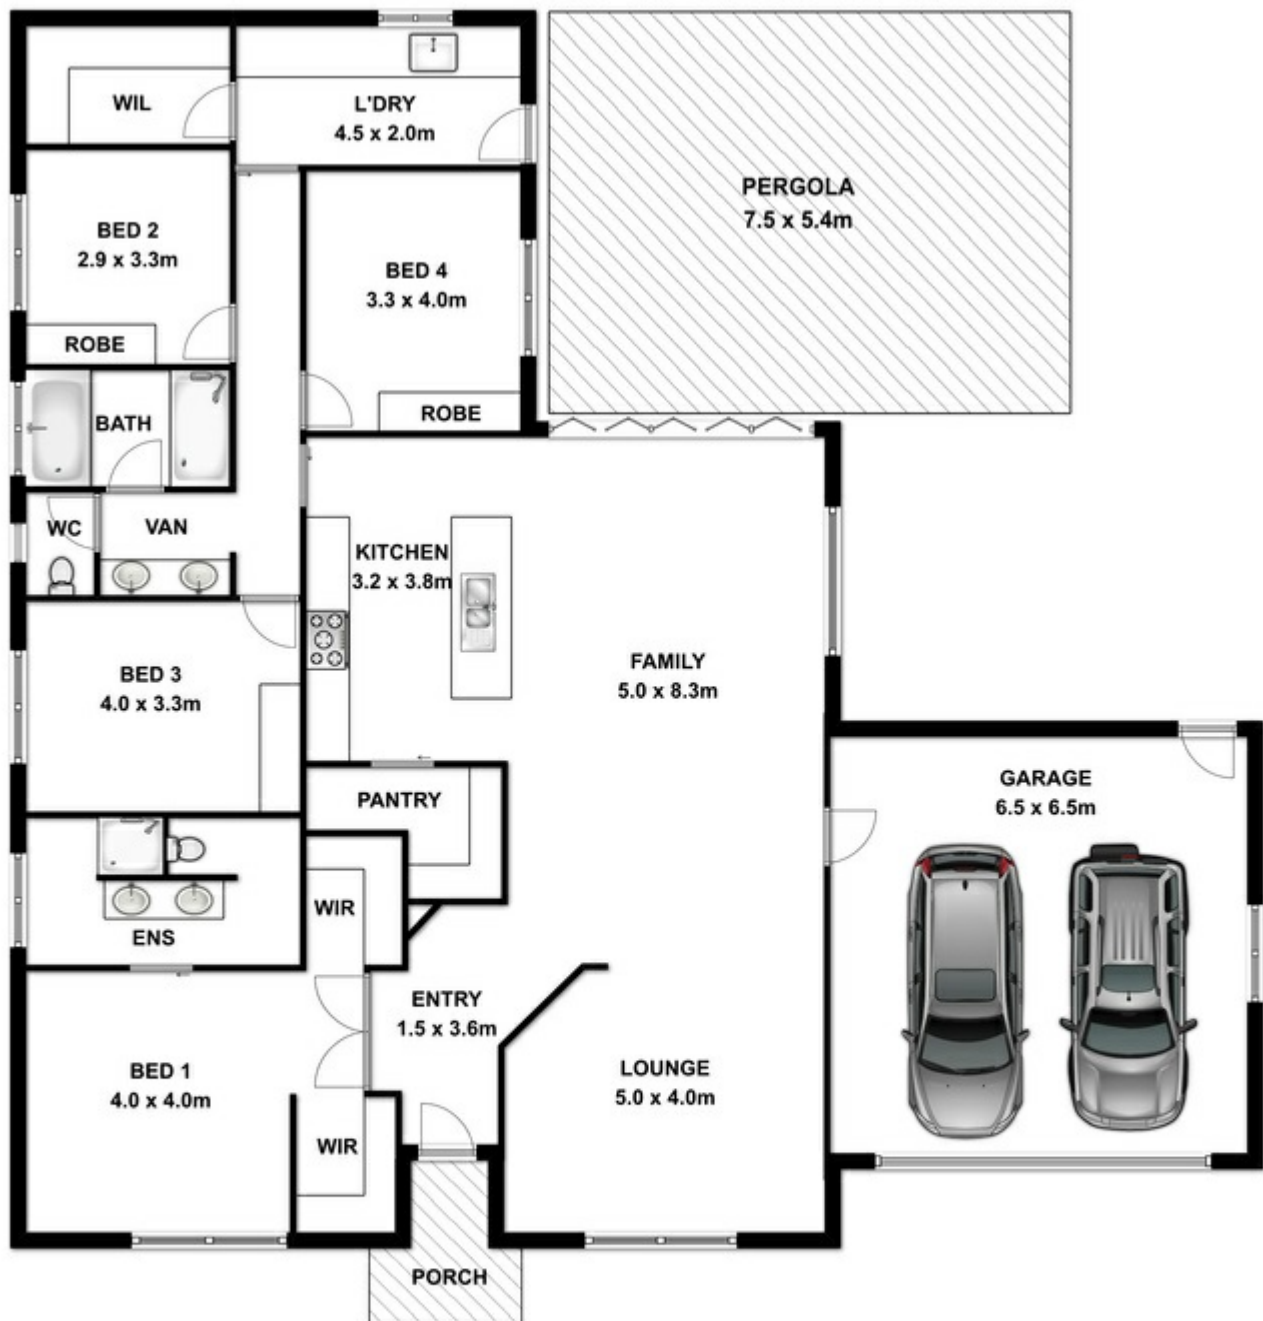 WIL
L'DRY
4.5 x 2.0m
PERGOLA
7.5 x 5.4m
BED 2
2.9 x 3.3m
ROBE
BED 4
3.3 x 4.0m
ROBE
BATH
WC
VAN
KITCHEN
3.2 x 3.8m
FAMILY
5.0 x 8.3m
BED 3
4.0 x 3.3m
PANTRY
GARAGE
6.5 x 6.5m
WIR
ENS
ENTRY
1.5 x 3.6m
BED 1
4.0 x 4.0m
LOUNGE
5.0 x 4.0m
WIR
PORCH